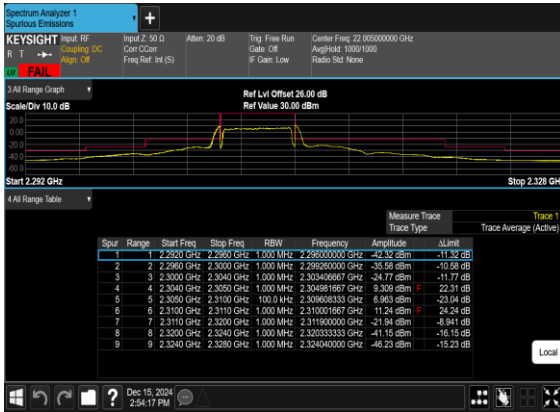 Spectrum Analyzer 1
Spurious Emissions
+
KEYSIGHT Input: RF Input Z: 50 Ω Atten: 20 dB Trig: Free Run Center Freq: 22.005000000 GHz
R T Coupling: DC Corr CCorr Gate: Off Avg|Hold: 1000/1000
Align: Off Freq Ref: Int (S) IF Gain: Low Radio Std: None
LNI FAIL
3 All Range Graph
Ref Lvl Offset 26.00 dB
Scale/Div 10.0 dB Ref Value 30.00 dBm
20.0
0.00
-20.0
-40.0
-60.0
Start 2.292 GHz Stop 2.328 GH
4 All Range Table
Measure Trace Trace 1
Trace Type Trace Average (Active)
Spur Range Start Freq Stop Freq RBW Frequency Amplitude ΔLimit
1 1 2.2920 GHz 2.2960 GHz 1.000 MHz 2.296000000 GHz -42.32 dBm -11.32 dB
2 2 2.2960 GHz 2.3000 GHz 1.000 MHz 2.299260000 GHz -35.58 dBm -10.58 dB
3 3 2.3000 GHz 2.3040 GHz 1.000 MHz 2.303406667 GHz -24.77 dBm -11.77 dB
4 4 2.3040 GHz 2.3050 GHz 1.000 MHz 2.304981667 GHz 9.309 dBm F 22.31 dB
5 5 2.3050 GHz 2.3100 GHz 100.0 kHz 2.309608333 GHz 6.963 dBm -23.04 dB
6 6 2.3100 GHz 2.3110 GHz 1.000 MHz 2.310001667 GHz 11.24 dBm F 24.24 dB
7 7 2.3110 GHz 2.3200 GHz 1.000 MHz 2.311900000 GHz -21.94 dBm -8.941 dB
8 8 2.3200 GHz 2.3240 GHz 1.000 MHz 2.320333333 GHz -41.15 dBm -16.15 dB
9 9 2.3240 GHz 2.3280 GHz 1.000 MHz 2.324040000 GHz -46.23 dBm -15.23 dB
Local
? Dec 15, 2024
2:54:17 PM